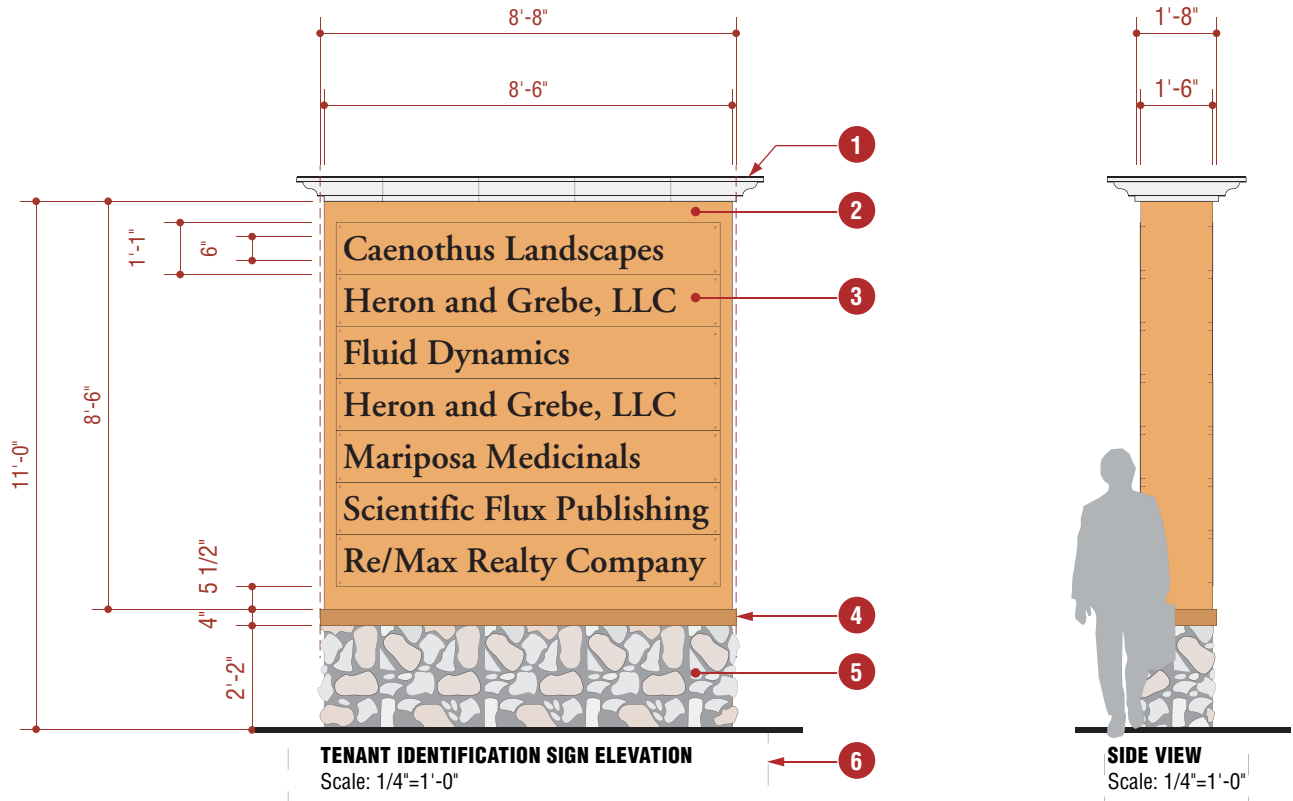 8'-8"
1'-8"
8'-6"
1'-6"
1
2
1'-1"
6"
Caenothus Landscapes
Heron and Grebe, LLC
3
Fluid Dynamics
8'-6"
Heron and Grebe, LLC
11'-0"
Mariposa Medicinals
Scientific Flux Publishing
5 1/2"
Re/Max Realty Company
4"
4
2'-2"
5
TENANT IDENTIFICATION SIGN ELEVATION
Scale: 1/4"=1'-0"
6
SIDE VIEW
Scale: 1/4"=1'-0"